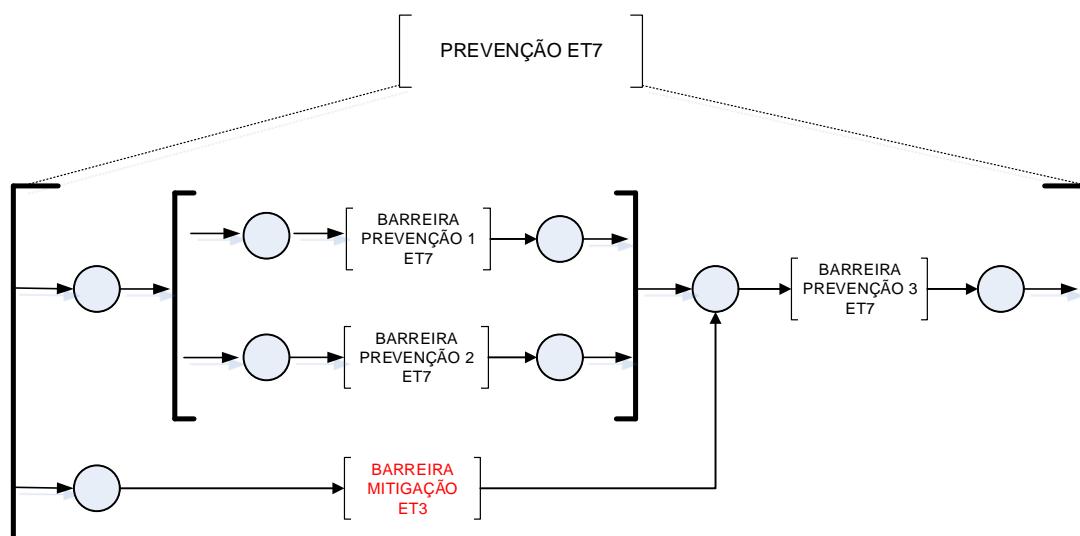 PREVENÇÃO ET7
BARREIRA
PREVENÇÃO 1
ET7
BARREIRA
PREVENÇÃO 2
ET7
BARREIRA
PREVENÇÃO 3
ET7
BARREIRA
MITIGAÇÃO
ET3